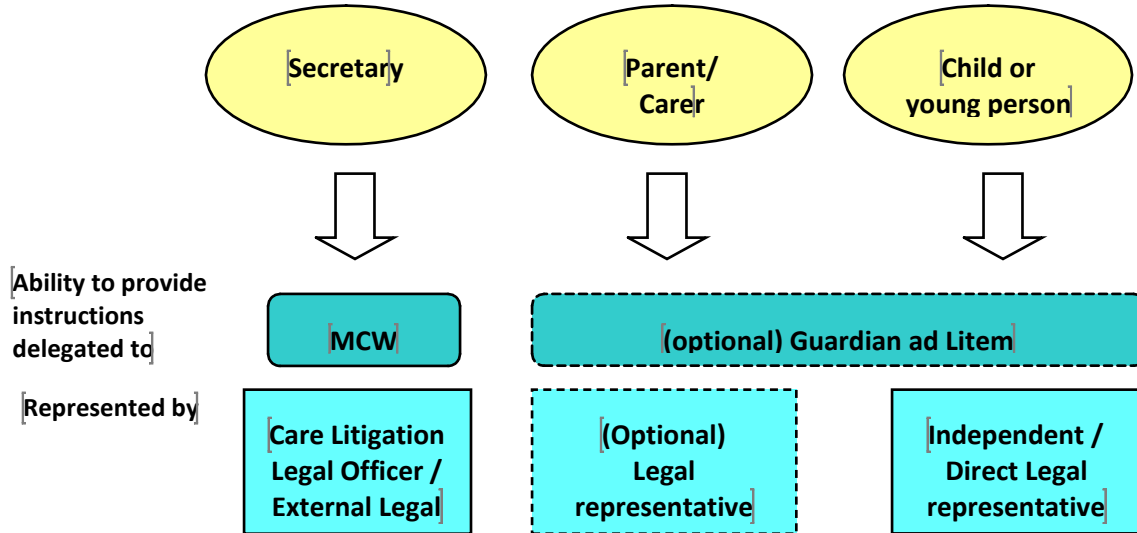 Secretary
Parent/
Carer
Child or
young person
Ability to provide
instructions
delegated to
MCW
(optional) Guardian ad Litem
Represented by
Care Litigation
Legal Officer /
External Legal
(Optional)
Legal
representative
Independent /
Direct Legal
representative